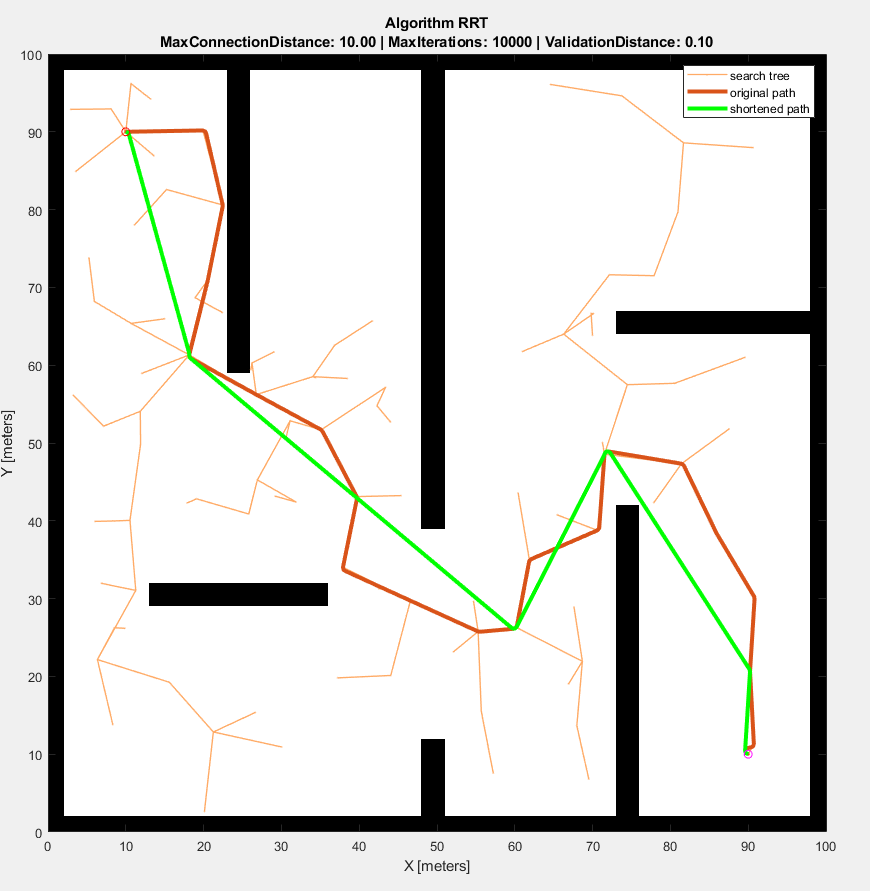 Algorithm RRT
MaxConnectionDistance: 10.00 | MaxIterations: 10000 | ValidationDistance: 0.10
search tree
original path
shortened path
100
90
80
70
60
50
40
30
20
10
0
Y [meters]
0 10 20 30 40 50 60 70 80 90 100
X [meters]